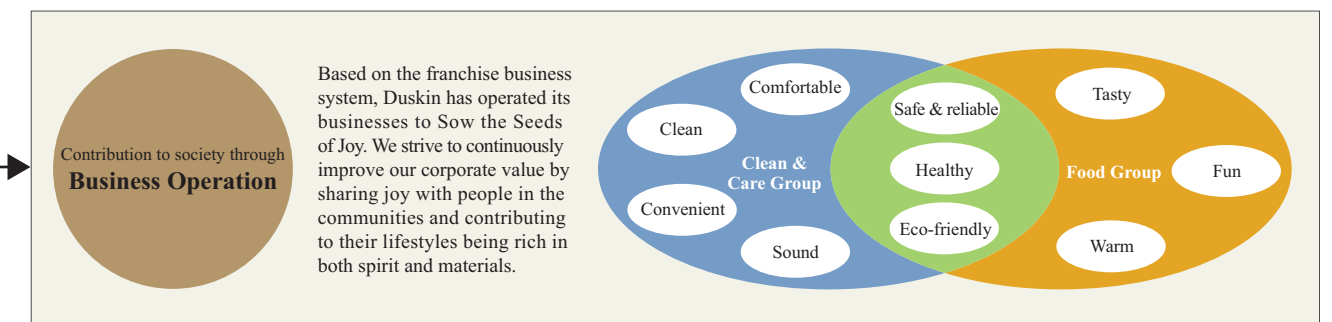 Contribution to society through
Business Operation
Based on the franchise business
system, Duskin has operated its
businesses to Sow the Seeds
of Joy. We strive to continuously
improve our corporate value by
sharing joy with people in the
communities and contributing
to their lifestyles being rich in
both spirit and materials.
Comfortable
Clean
Clean &
Care Group
Convenient
Sound
Safe & reliable
Healthy
Eco-friendly
Tasty
Food Group
Fun
Warm